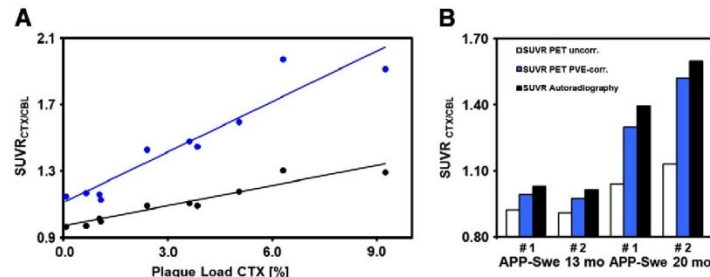 A
2.1
1.7
1.3
0.9
SUVRCTX/CBL
0.0
3.0
6.0
9.0
Plaque Load CTX [%]
B
1.70
1.40
1.10
0.80
SUVR CTX/CBL
SUVR PET uncorr.
SUVR PET PVE-corr.
SUVR Autoradiography
# 1
# 2
# 1
# 2
APP-Swe 13 mo
APP-Swe 20 mo